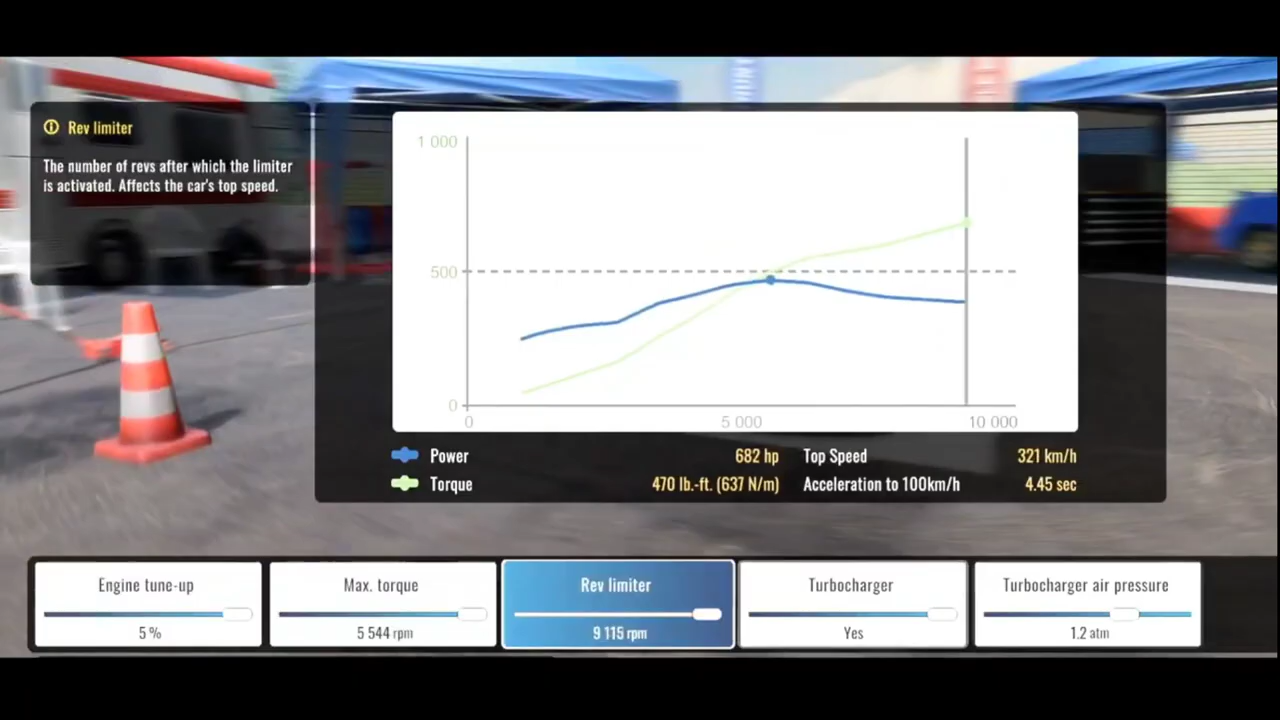 Rev limiter
The number of revs after which the limiter
is activated. Affects the car's top speed.
1 000
500
0
0
5 000
10 000
Power
682 hp
Top Speed
321 km/h
Torque
470 lb.-ft. (637 N/m)
Acceleration to 100km/h
4.45 sec
Engine tune-up
5 %
Max. torque
5 544 rpm
Rev limiter
9 115 rpm
Turbocharger
Yes
Turbocharger air pressure
1.2 atm